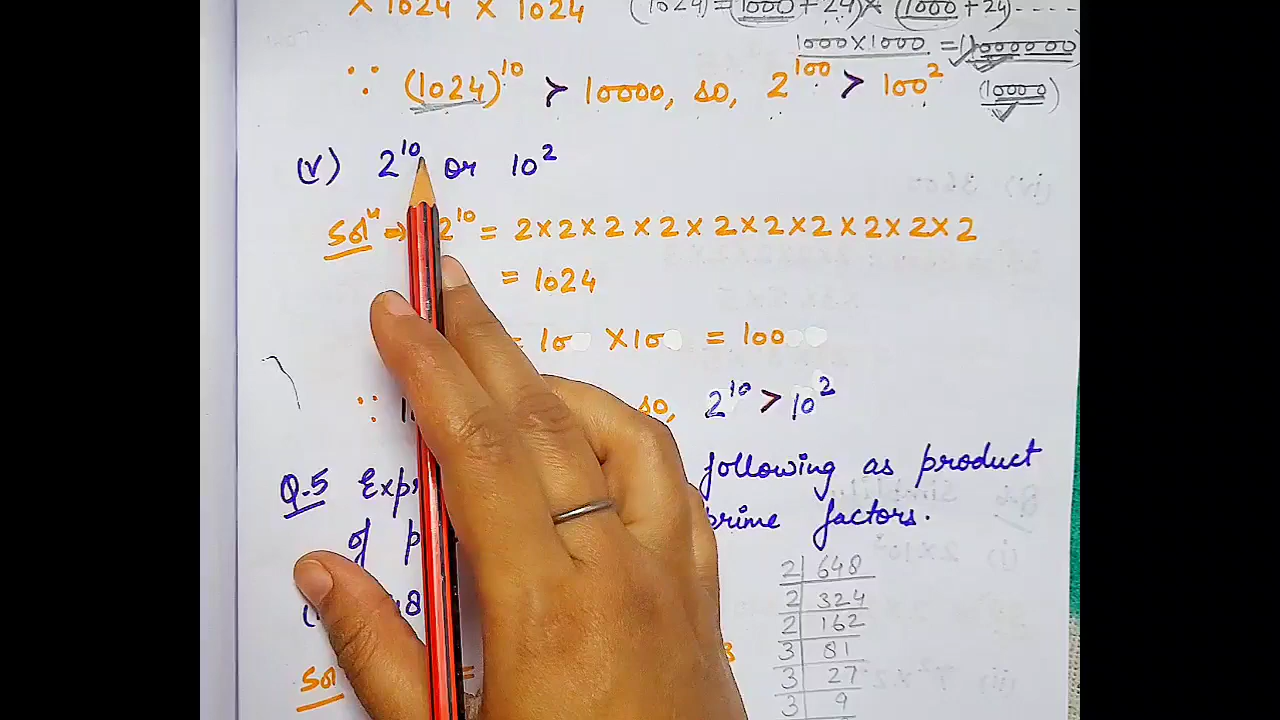 × 1024 × 1024 (1024)=(1000+24)× (1000+24)....
1000×1000 =(1000000)
∵ (1024)¹⁰ > 10000, so, 2¹⁰⁰ > 100² (10000)
(V) 2¹⁰ or 10²
Solⁿ → 2¹⁰ = 2×2×2×2×2×2×2×2×2×2
= 1024
= 10 ×10 = 100
∵ so, 2¹⁰ > 10²
Q.5 following as product
of prime factors.
2 648
2 324
2 162
3 81
3 27
Sol =
3 9